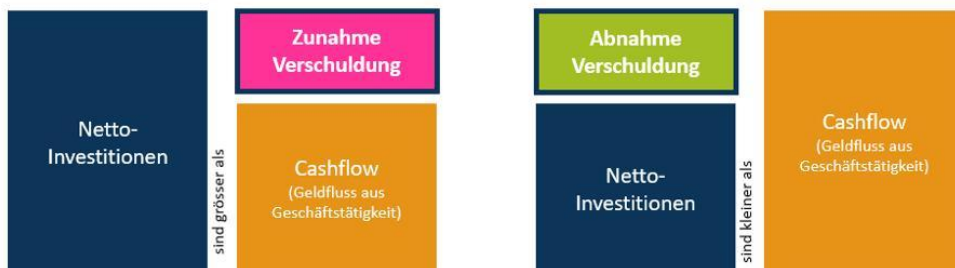 Netto-
Investitionen
sind grösser als
Zunahme
Verschuldung
Cashflow
(Geldfluss aus
Geschäftstätigkeit)
Abnahme
Verschuldung
Netto-
Investitionen
sind kleiner als
Cashflow
(Geldfluss aus
Geschäftstätigkeit)